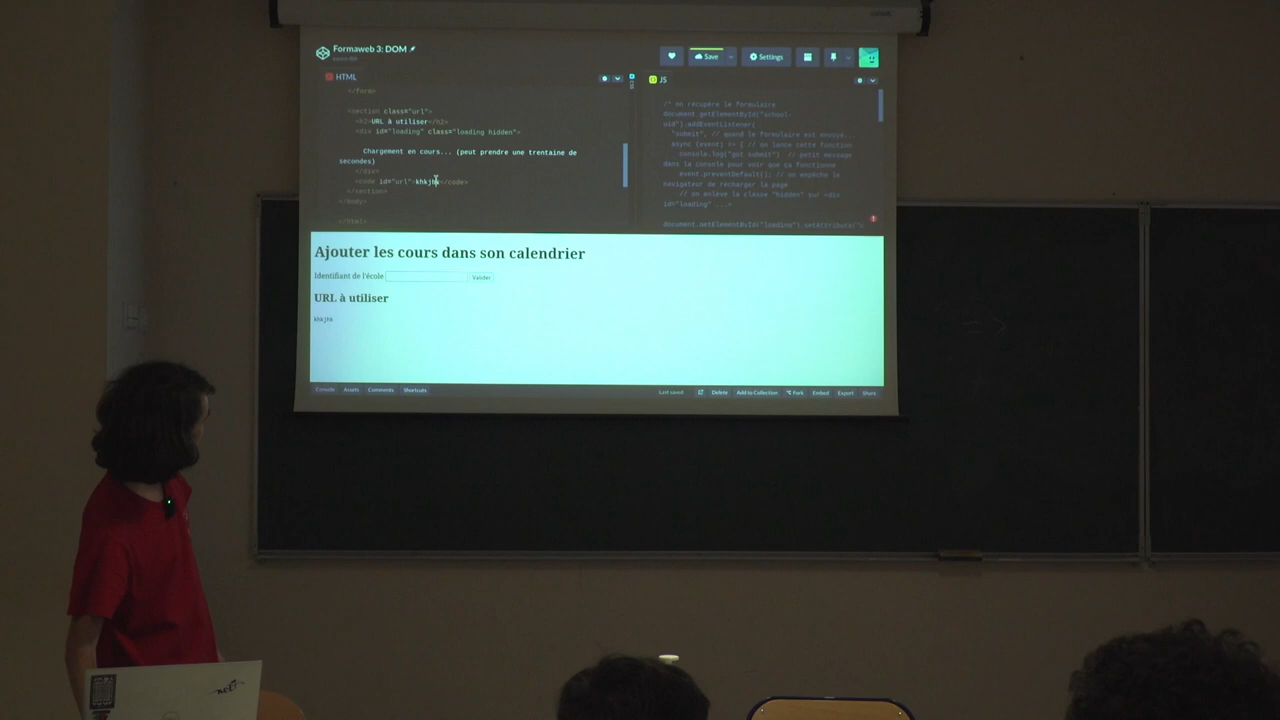 Formaweb 3: DOM
Save
Settings
HTML
</form>
<section class="url">
<h2>URL à utiliser</h2>
<div id="loading" class="loading hidden">
Chargement en cours... (peut prendre une trentaine de
secondes)
</div>
<code id="url">khkjhk</code>
</section>
</body>
</html>
JS
/* on récupère le formulaire
document.getElementById("school-
uid").addEventListener(
"submit", // quand le formulaire est envoyé...
async (event) => { // on lance cette fonction
console.log("got submit") // petit message
dans la console pour voir que ça fonctionne
event.preventDefault(); // on empêche le
navigateur de recharger la page
// on enlève la classe "hidden" sur <div
id="loading" ...>
document.getElementById("loading").setAttribute("c
Ajouter les cours dans son calendrier
Identifiant de l'école
Valider
URL à utiliser
khkjhk
Console Assets Comments Shortcuts
Last saved Delete Add to Collection Fork Embed Export Share